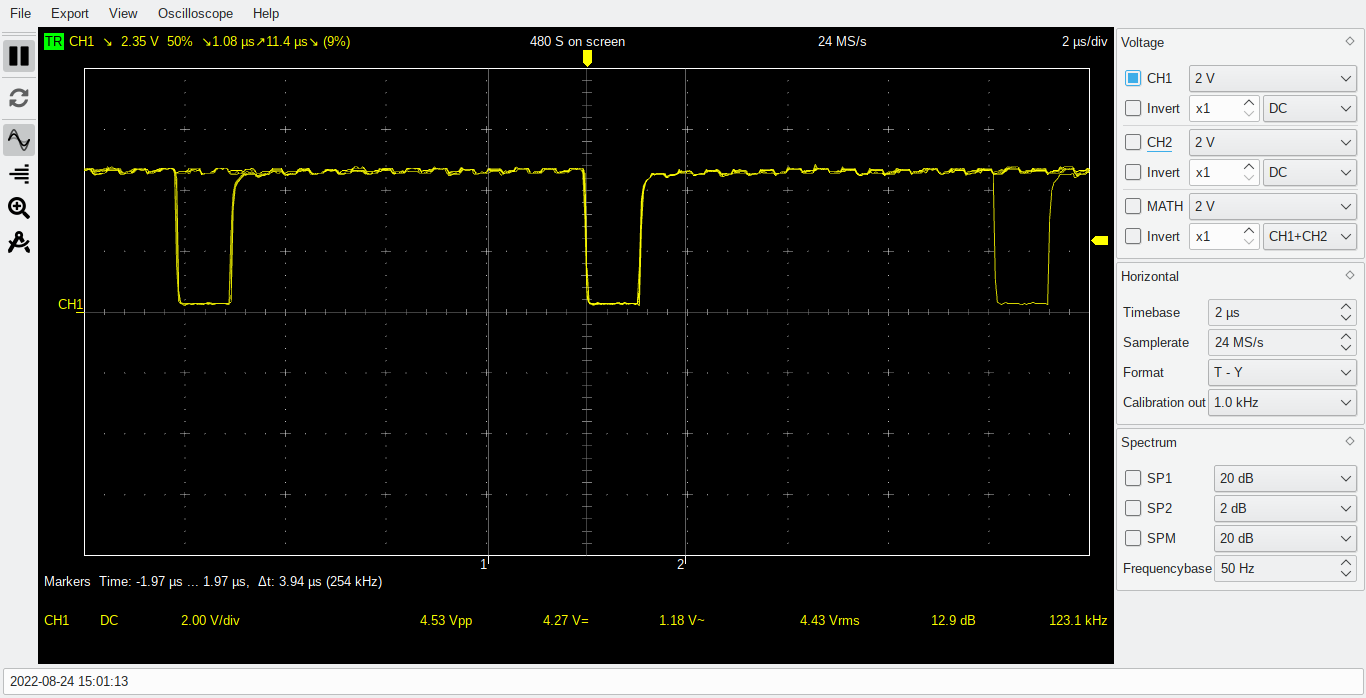 File Export View Oscilloscope Help
TR CH1 ↘ 2.35 V 50% ↘1.08 µs↗11.4 µs↘ (9%) 480 S on screen 24 MS/s 2 µs/div
CH1
1 2
Markers Time: -1.97 µs ... 1.97 µs, Δt: 3.94 µs (254 kHz)
CH1 DC 2.00 V/div 4.53 Vpp 4.27 V= 1.18 V~ 4.43 Vrms 12.9 dB 123.1 kHz
Voltage
CH1 2 V
Invert x1 DC
CH2 2 V
Invert x1 DC
MATH 2 V
Invert x1 CH1+CH2
Horizontal
Timebase 2 µs
Samplerate 24 MS/s
Format T - Y
Calibration out 1.0 kHz
Spectrum
SP1 20 dB
SP2 2 dB
SPM 20 dB
Frequencybase 50 Hz
2022-08-24 15:01:13